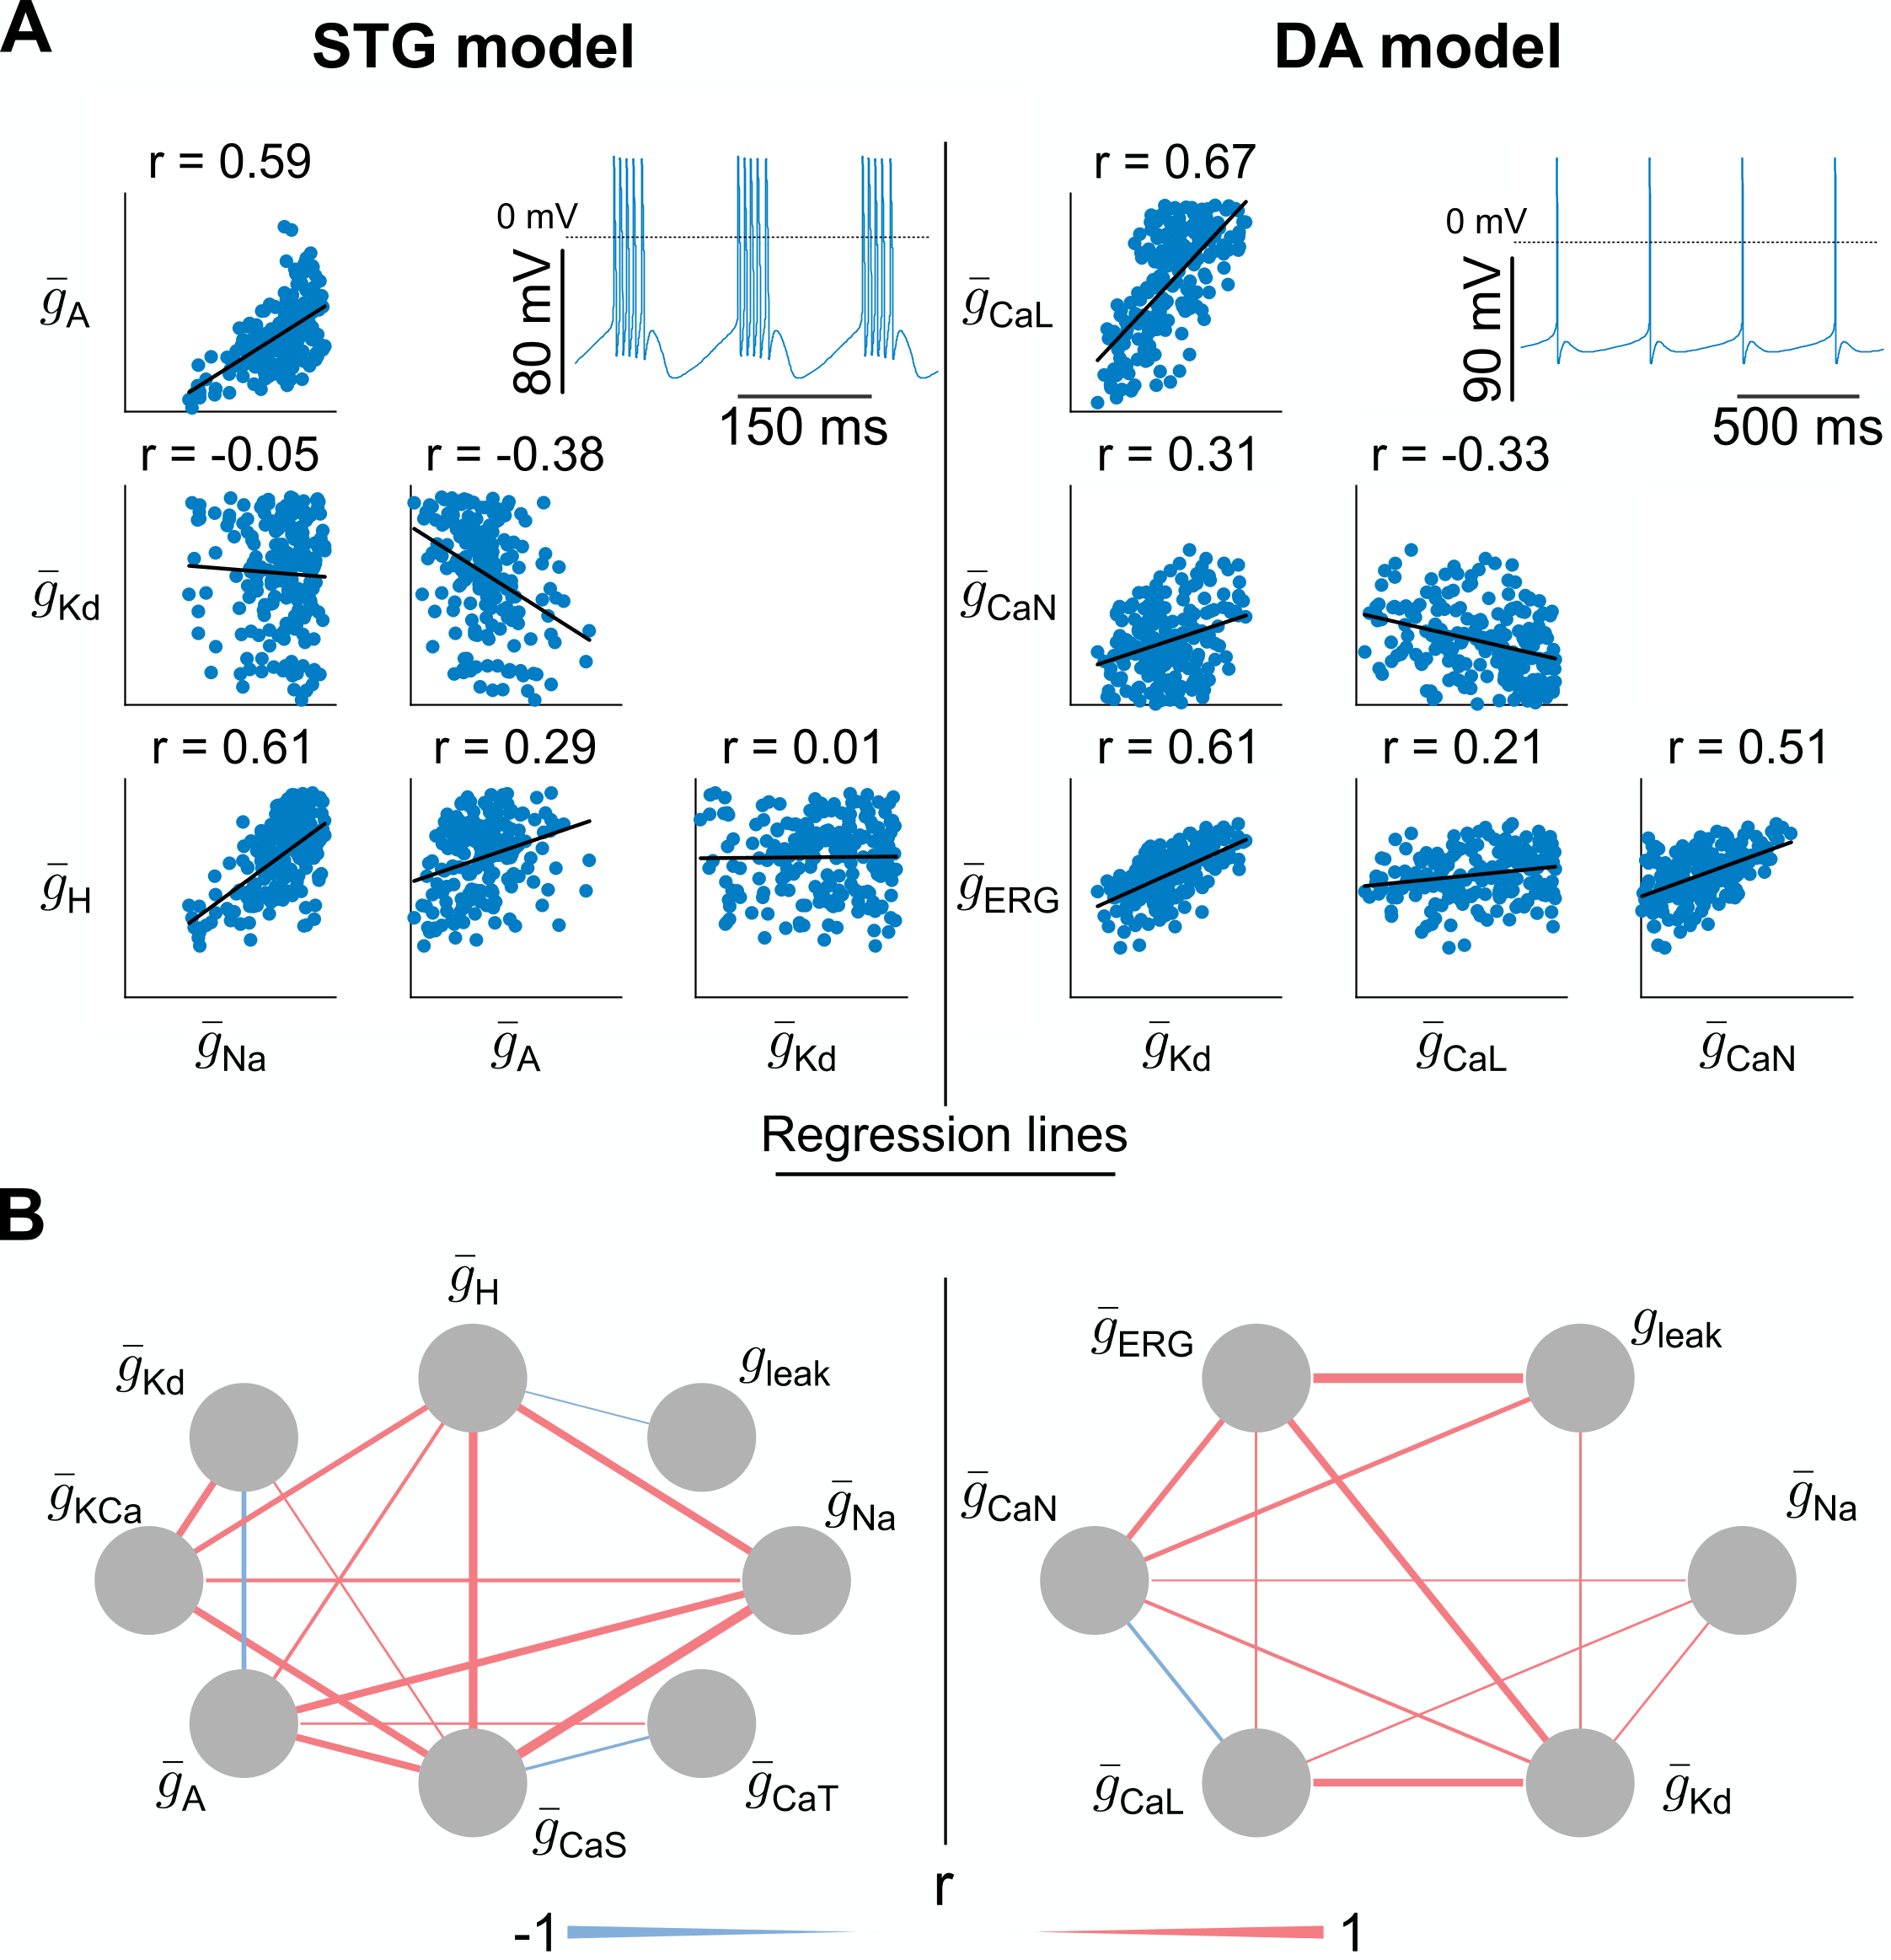 A
STG model
DA model
r = 0.59
0 mV
80 mV
150 ms
r = 0.67
0 mV
90 mV
500 ms
ḡA
ḡCaL
r = -0.05
r = -0.38
r = 0.31
r = -0.33
ḡKd
ḡCaN
r = 0.61
r = 0.29
r = 0.01
r = 0.61
r = 0.21
r = 0.51
ḡH
ḡERG
ḡNa
ḡA
ḡKd
ḡKd
ḡCaL
ḡCaN
Regression lines
B
ḡH
ḡKd
gleak
ḡKCa
ḡNa
ḡA
ḡCaT
ḡCaS
ḡERG
gleak
ḡCaN
ḡNa
ḡCaL
ḡKd
r
-1
1